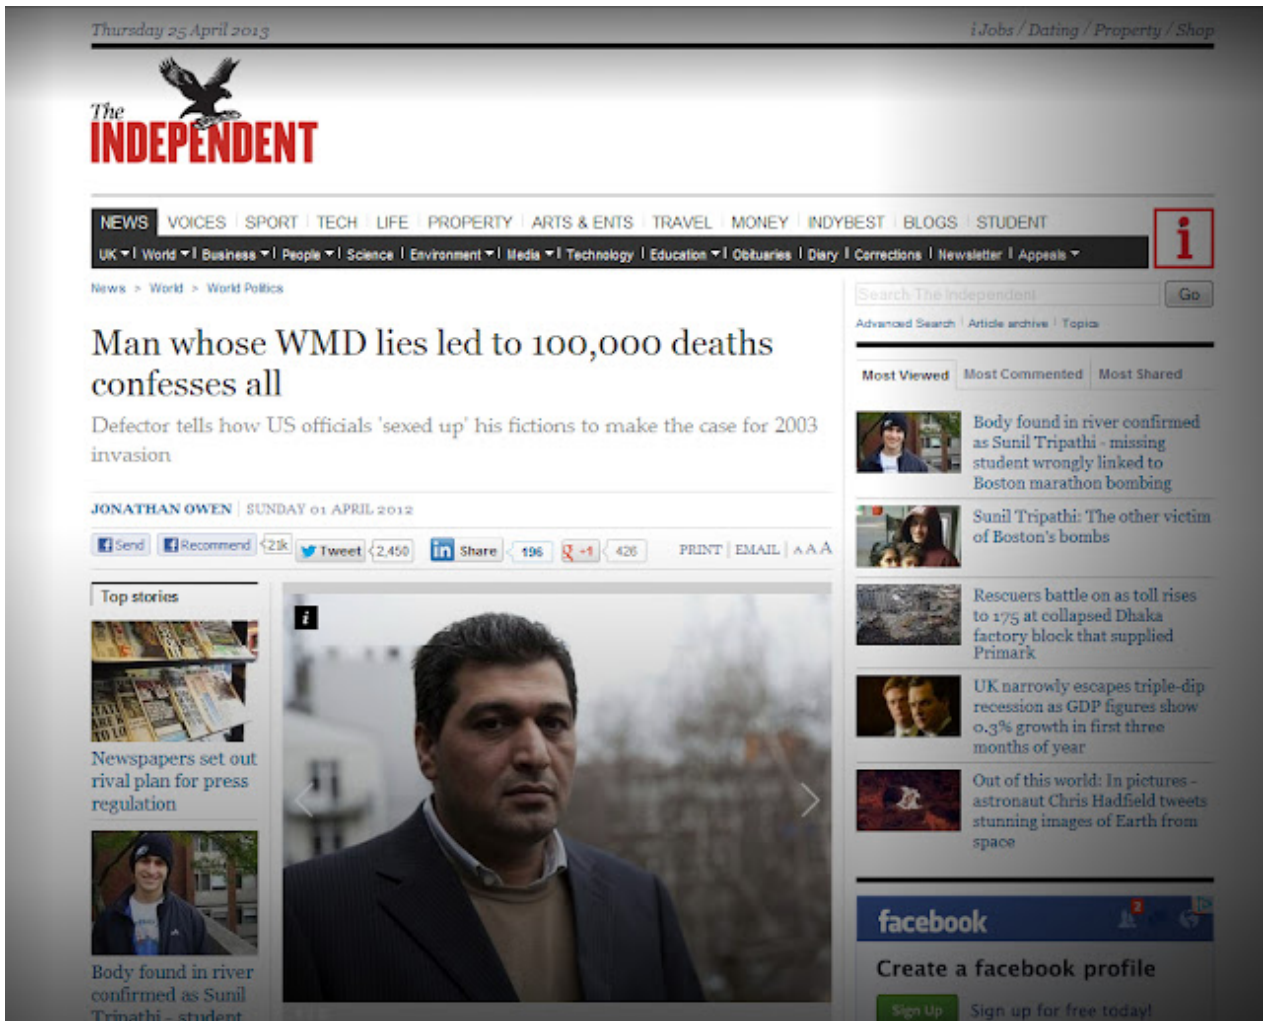 Thursday 25 April 2013
i Jobs / Dating / Property / Shop
The
INDEPENDENT
NEWS VOICES SPORT TECH LIFE PROPERTY ARTS & ENTS TRAVEL MONEY INDYBEST BLOGS STUDENT
i
UK World Business People Science Environment Media Technology Education Obituaries Diary Corrections Newsletter Appeals
News > World > World Politics
Search The Independent Go
Advanced Search Article archive Topics
Man whose WMD lies led to 100,000 deaths
confesses all
Defector tells how US officials 'sexed up' his fictions to make the case for 2003
invasion
JONATHAN OWEN SUNDAY 01 APRIL 2012
Send Recommend 21k Tweet 2,450 in Share 196 g +1 426 PRINT EMAIL A A A
Top stories
i
Newspapers set out
rival plan for press
regulation
Body found in river
confirmed as Sunil
Tripathi - student
Most Viewed Most Commented Most Shared
Body found in river confirmed
as Sunil Tripathi - missing
student wrongly linked to
Boston marathon bombing
Sunil Tripathi: The other victim
of Boston's bombs
Rescuers battle on as toll rises
to 175 at collapsed Dhaka
factory block that supplied
Primark
UK narrowly escapes triple-dip
recession as GDP figures show
0.3% growth in first three
months of year
Out of this world: In pictures -
astronaut Chris Hadfield tweets
stunning images of Earth from
space
facebook
2
Create a facebook profile
Sign Up Sign up for free today!